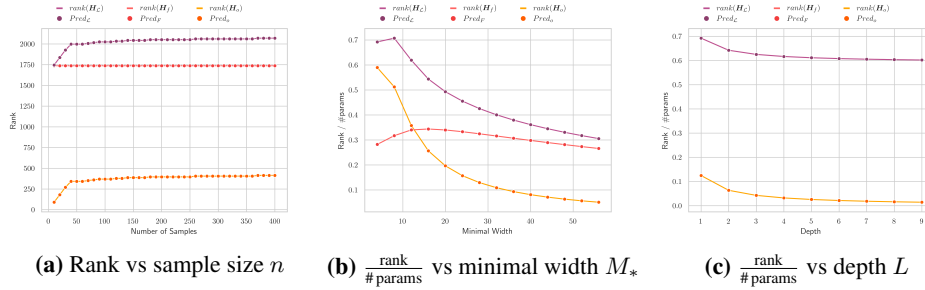 rank(H_L) rank(H_f) rank(H_o)
Pred_L Pred_F Pred_o
2000
1750
1500
1250
1000
750
500
250
0
Rank
0 50 100 150 200 250 300 350 400
Number of Samples
(a) Rank vs sample size n
rank(H_L) rank(H_f) rank(H_o)
Pred_L Pred_F Pred_o
0.7
0.6
0.5
0.4
0.3
0.2
0.1
Rank / #params
10 20 30 40 50
Minimal Width
(b) rank/#params vs minimal width M_*
rank(H_L) rank(H_f) rank(H_o)
Pred_L Pred_F Pred_o
0.7
0.6
0.5
0.4
0.3
0.2
0.1
0.0
Rank / #params
1 2 3 4 5 6 7 8 9
Depth
(c) rank/#params vs depth L